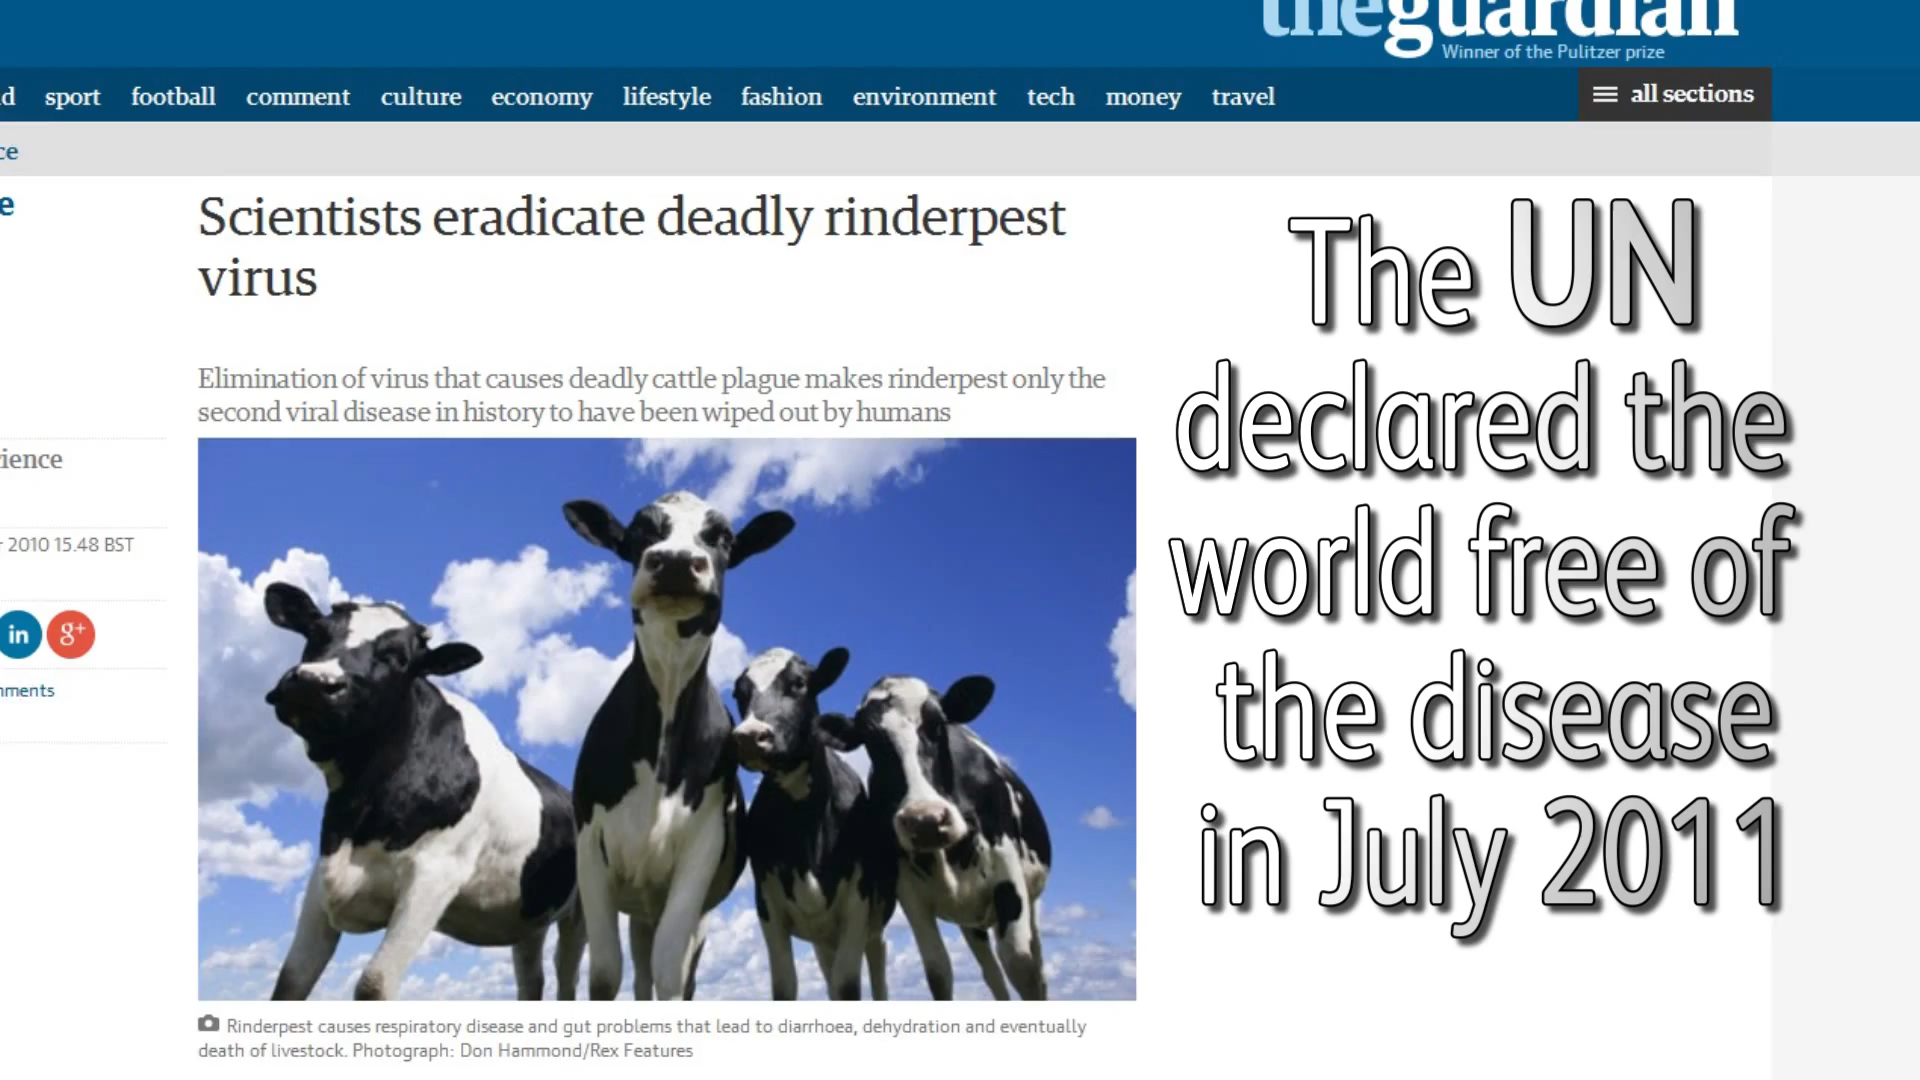 theguardian
Winner of the Pulitzer prize
d sport football comment culture economy lifestyle fashion environment tech money travel all sections
ce
e
Scientists eradicate deadly rinderpest
virus
Elimination of virus that causes deadly cattle plague makes rinderpest only the
second viral disease in history to have been wiped out by humans
ience
r 2010 15.48 BST
in g+
mments
The UN
declared the
world free of
the disease
in July 2011
Rinderpest causes respiratory disease and gut problems that lead to diarrhoea, dehydration and eventually
death of livestock. Photograph: Don Hammond/Rex Features